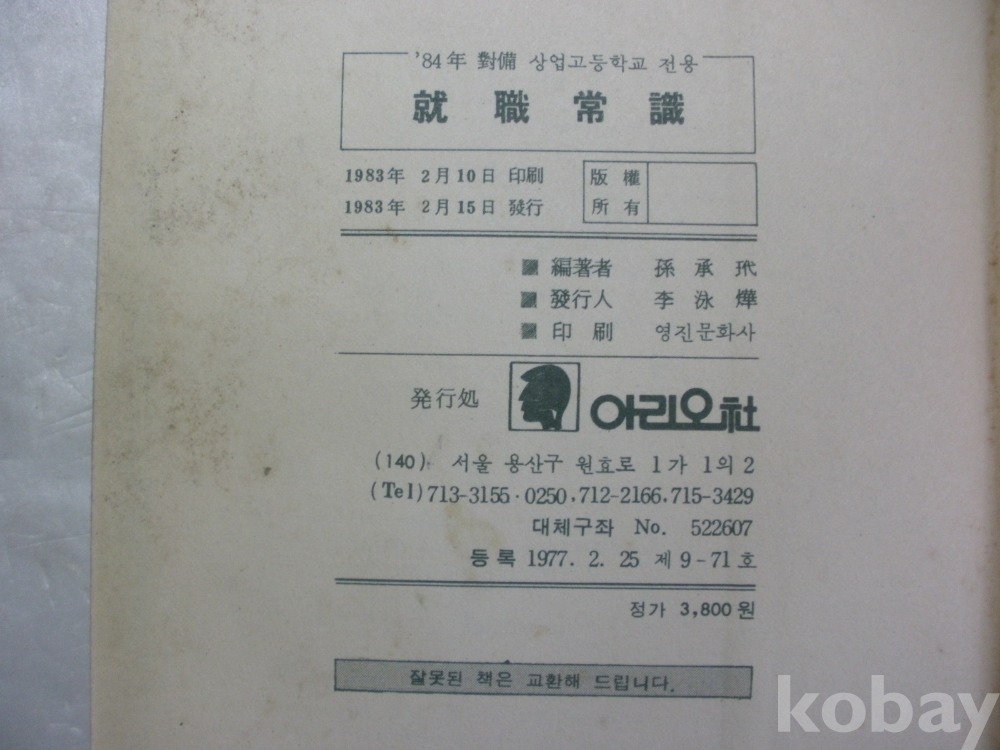 '84年 對備 상업고등학교 전용
就職常識
1983年 2月10日 印刷
1983年 2月15日 發行
版權
所有
編著者 孫承玳
發行人 李泳燁
印刷 영진문화사
発行処 아리오社
(140) 서울 용산구 원효로 1가 1의 2
(Tel) 713-3155·0250,712-2166,715-3429
대체구좌 No. 522607
등록 1977. 2. 25 제 9-71호
정가 3,800원
잘못된 책은 교환해 드립니다.
kobay